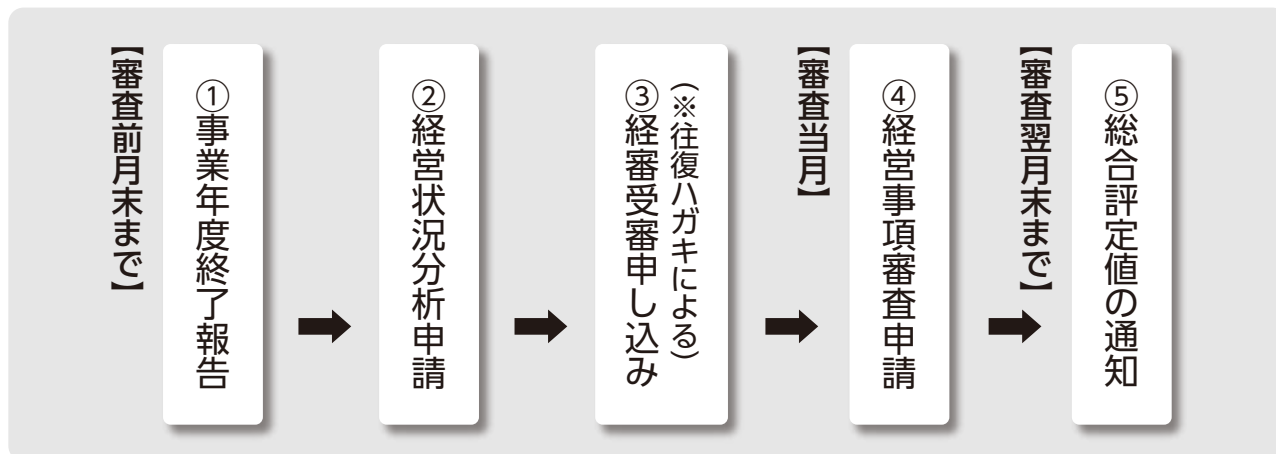 【審査前月末まで】
①事業年度終了報告
②経営状況分析申請
③経審受審申し込み
（※往復ハガキによる）
【審査当月】
④経営事項審査申請
【審査翌月末まで】
⑤総合評定値の通知